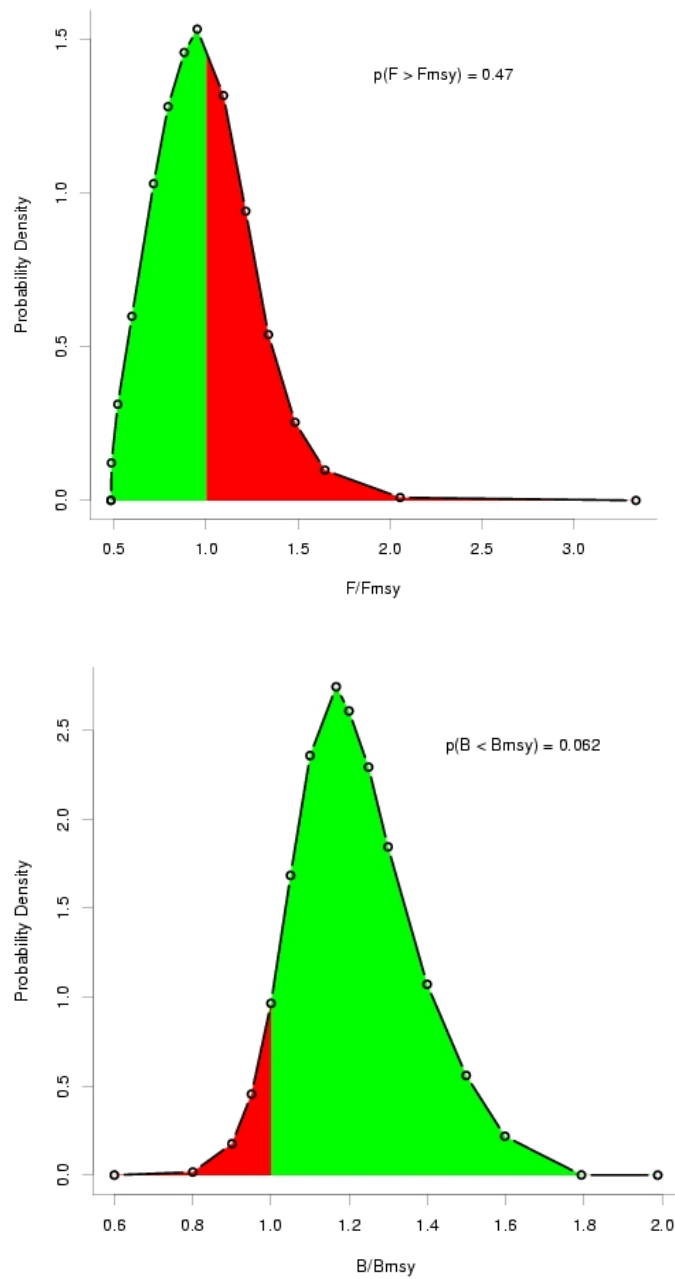 p(F > Fmsy) = 0.47
Probability Density
1.5
1.0
0.5
0.0
0.5 1.0 1.5 2.0 2.5 3.0
F/Fmsy
p(B < Bmsy) = 0.062
Probability Density
2.5
2.0
1.5
1.0
0.5
0.0
0.6 0.8 1.0 1.2 1.4 1.6 1.8 2.0
B/Bmsy